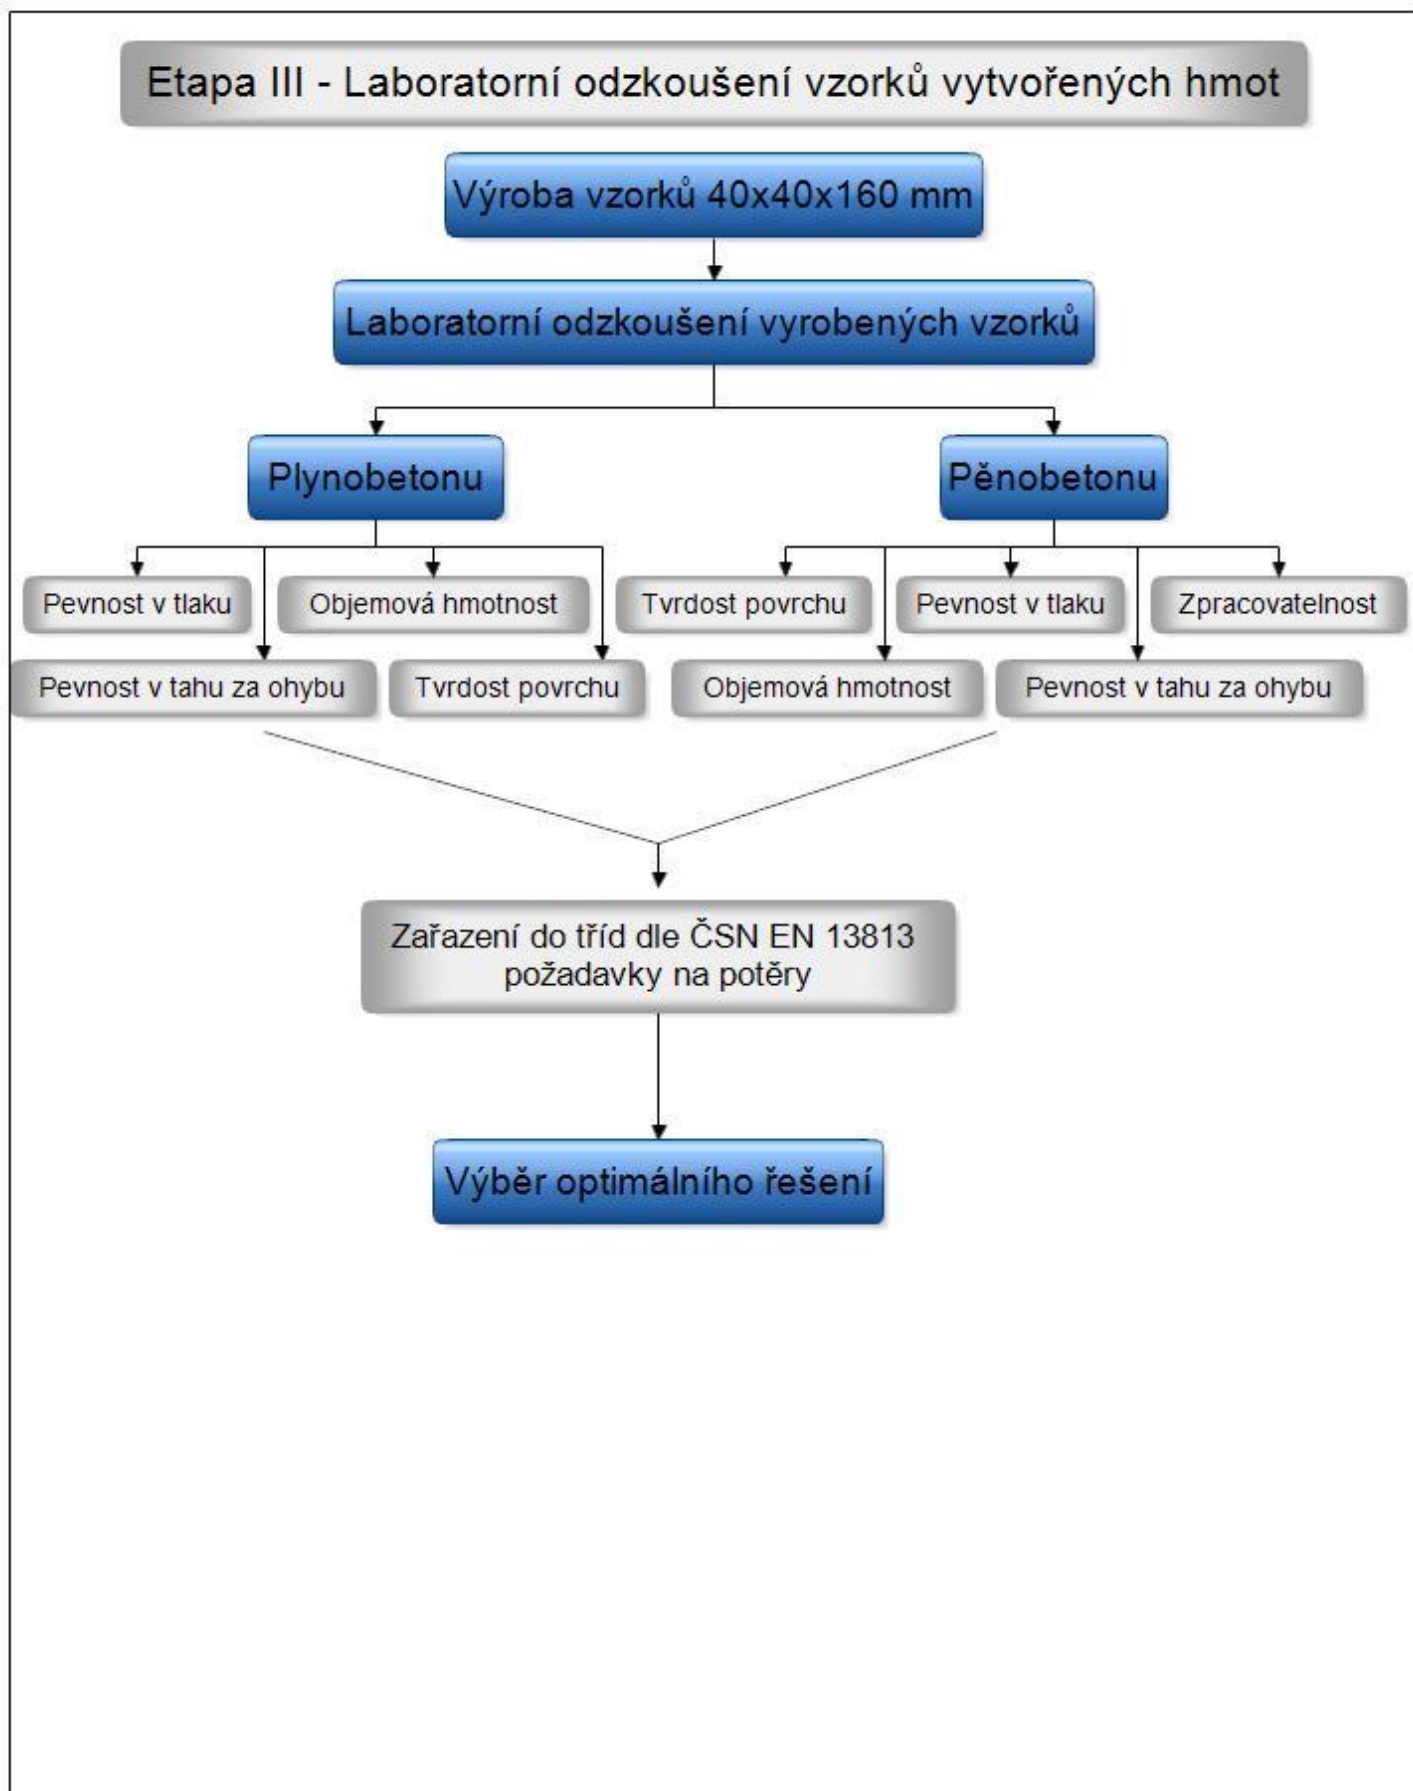 Etapa III - Laboratorní odzkoušení vzorků vytvořených hmot
Výroba vzorků 40x40x160 mm
Laboratorní odzkoušení vyrobených vzorků
Plynobetonu
Pěnobetonu
Pevnost v tlaku
Objemová hmotnost
Tvrdost povrchu
Pevnost v tlaku
Zpracovatelnost
Pevnost v tahu za ohybu
Tvrdost povrchu
Objemová hmotnost
Pevnost v tahu za ohybu
Zařazení do tříd dle ČSN EN 13813
požadavky na potěry
Výběr optimálního řešení